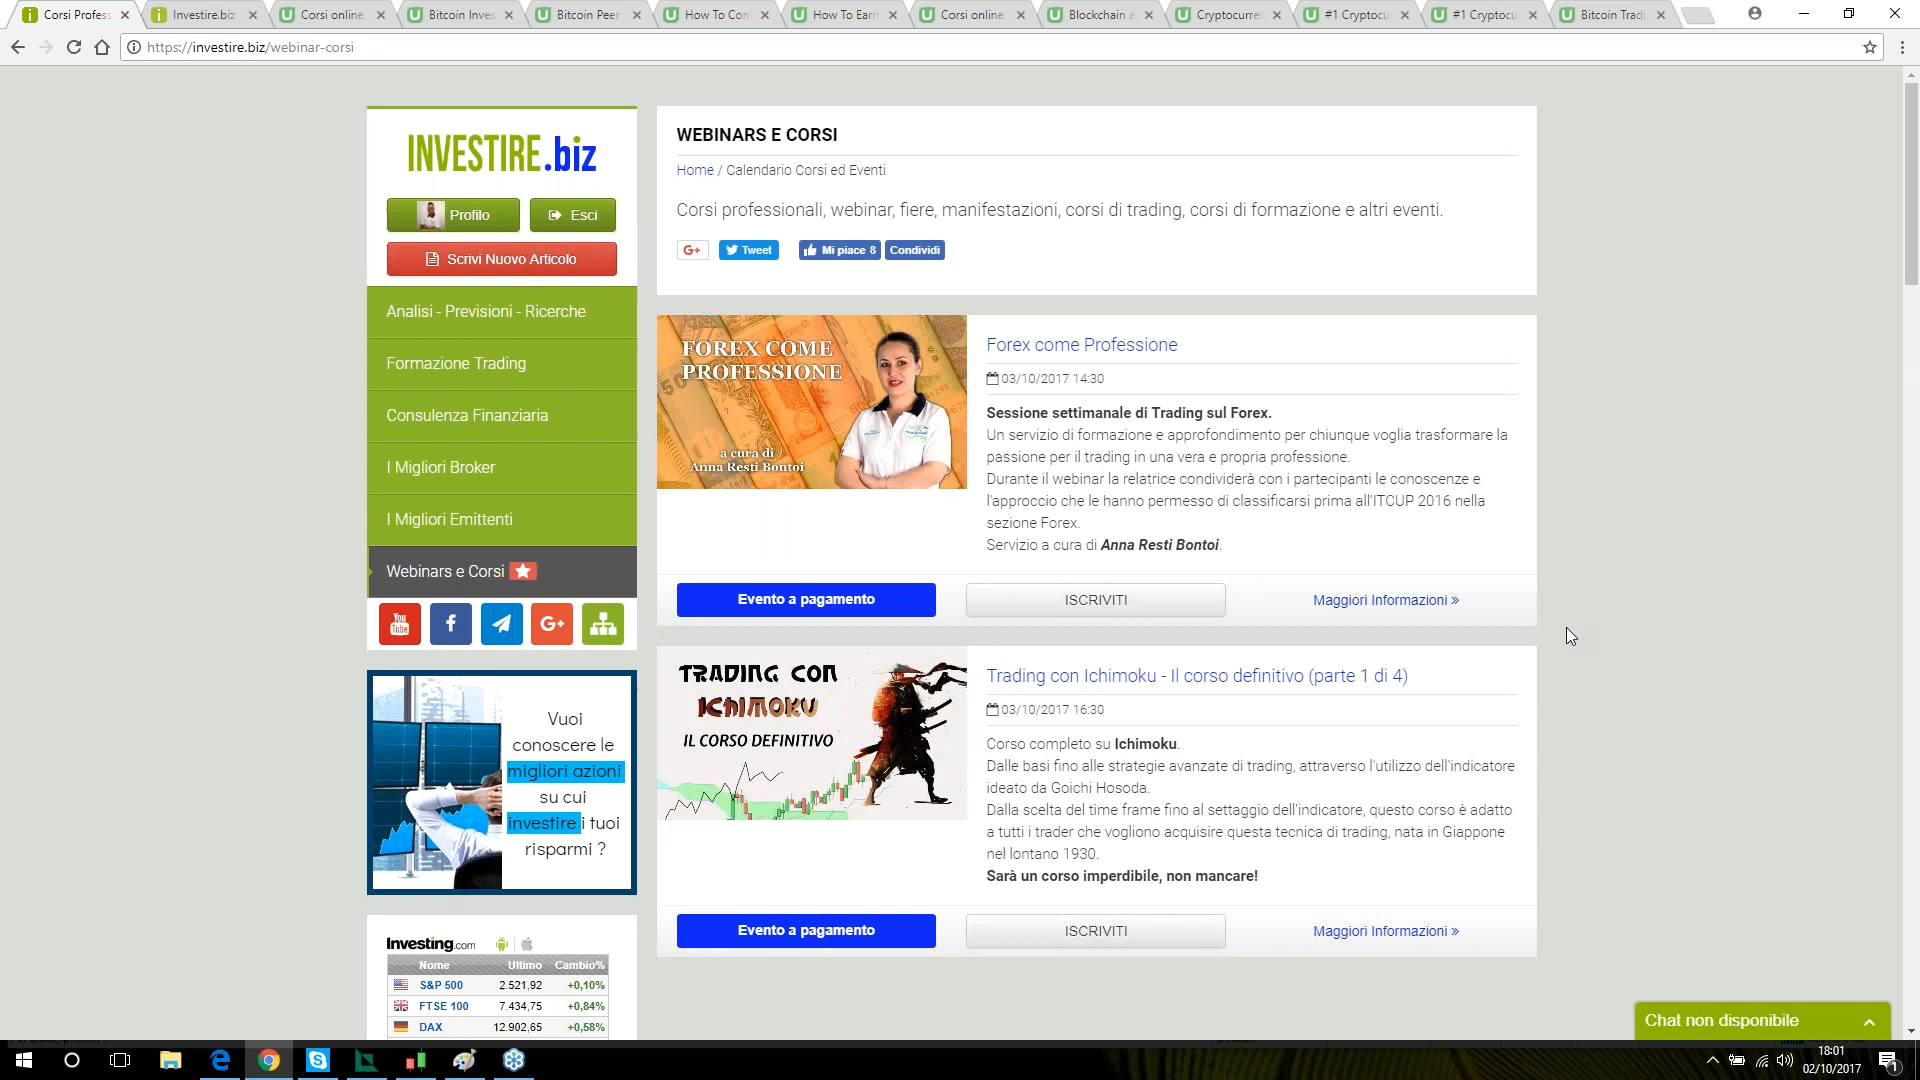 Corsi Profess
Investire.biz
Corsi online
Bitcoin Inves
Bitcoin Peer
How To Con
How To Earn
Corsi online
Blockchain a
Cryptocurren
#1 Cryptocu
#1 Cryptocu
Bitcoin Trad
https://investire.biz/webinar-corsi
INVESTIRE.biz
Profilo
Esci
Scrivi Nuovo Articolo
Analisi - Previsioni - Ricerche
Formazione Trading
Consulenza Finanziaria
I Migliori Broker
I Migliori Emittenti
Webinars e Corsi
You
Tube
f
G+
Vuoi
conoscere le
migliori azioni
su cui
investire i tuoi
risparmi ?
Investing.com
Nome Ultimo Cambio%
S&P 500 2.521,92 +0,10%
FTSE 100 7.434,75 +0,84%
DAX 12.902,65 +0,58%
WEBINARS E CORSI
Home / Calendario Corsi ed Eventi
Corsi professionali, webinar, fiere, manifestazioni, corsi di trading, corsi di formazione e altri eventi.
G+
Tweet
Mi piace 8
Condividi
FOREX COME
PROFESSIONE
a cura di
Anna Resti Bontoi
Forex come Professione
03/10/2017 14:30
Sessione settimanale di Trading sul Forex.
Un servizio di formazione e approfondimento per chiunque voglia trasformare la
passione per il trading in una vera e propria professione.
Durante il webinar la relatrice condividerà con i partecipanti le conoscenze e
l'approccio che le hanno permesso di classificarsi prima all'ITCUP 2016 nella
sezione Forex.
Servizio a cura di Anna Resti Bontoi.
Evento a pagamento
ISCRIVITI
Maggiori Informazioni »
TRADING CON
ICHIMOKU
IL CORSO DEFINITIVO
Trading con Ichimoku - Il corso definitivo (parte 1 di 4)
03/10/2017 16:30
Corso completo su Ichimoku.
Dalle basi fino alle strategie avanzate di trading, attraverso l'utilizzo dell'indicatore
ideato da Goichi Hosoda.
Dalla scelta del time frame fino al settaggio dell'indicatore, questo corso è adatto
a tutti i trader che vogliono acquisire questa tecnica di trading, nata in Giappone
nel lontano 1930.
Sarà un corso imperdibile, non mancare!
Evento a pagamento
ISCRIVITI
Maggiori Informazioni »
Chat non disponibile
18:01
02/10/2017
1